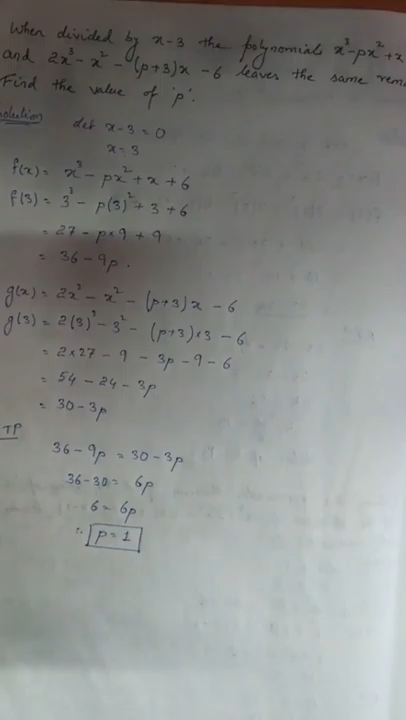 When divided by x-3 the polynomials x³-px²+x
and 2x³ - x² - (p+3)x - 6 leaves the same
Find the value of 'p'.
let x-3 = 0
x = 3
f(x) = x³ - px² + x + 6
f(3) = 3³ - p(3)² + 3 + 6
= 27 - p×9 + 9
= 36 - 9p.
g(x) = 2x³ - x² - (p+3)x - 6
g(3) = 2(3)³ - 3² - (p+3)×3 - 6
= 2×27 - 9 - 3p - 9 - 6
= 54 - 24 - 3p
= 30 - 3p
TP
36 - 9p = 30 - 3p
36 - 30 = 6p
6 = 6p
∴ p = 1